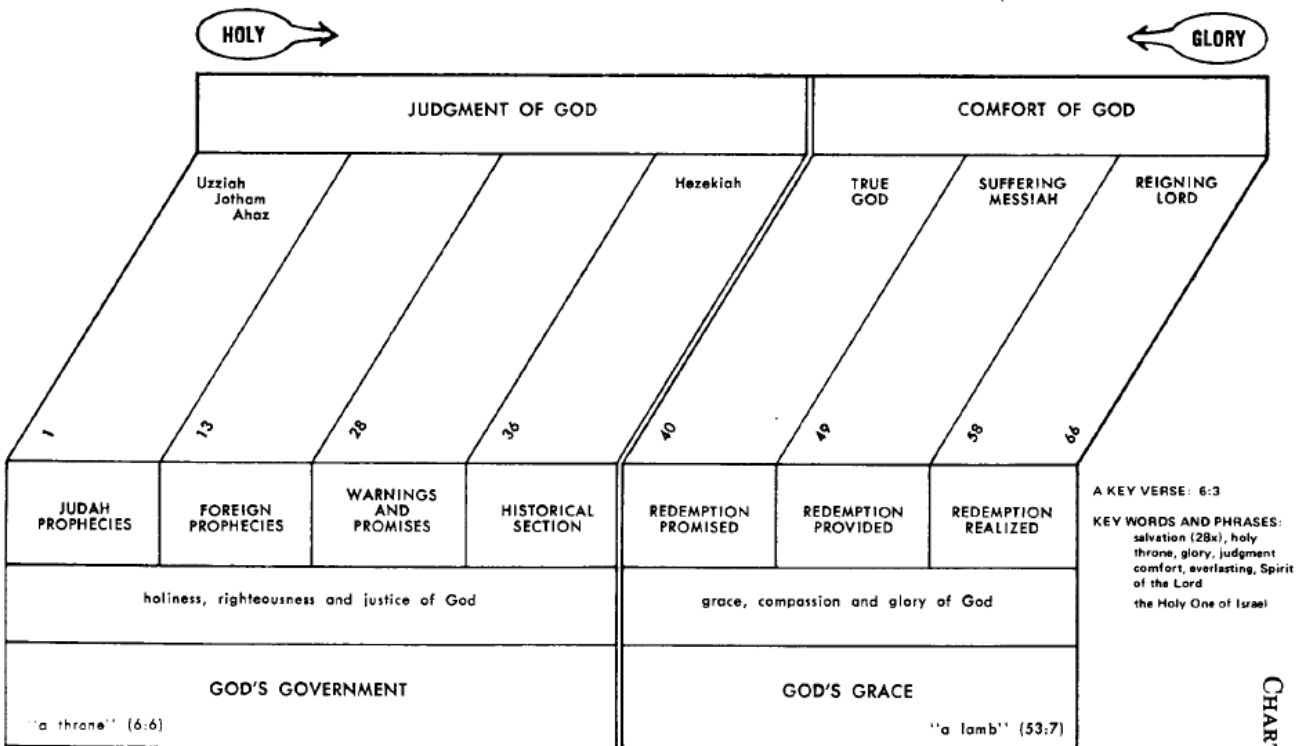 HOLY
GLORY
JUDGMENT OF GOD
COMFORT OF GOD
Uzziah
Jotham
Ahaz
Hezekiah
TRUE
GOD
SUFFERING
MESSIAH
REIGNING
LORD
1
13
28
36
40
49
58
66
JUDAH
PROPHECIES
FOREIGN
PROPHECIES
WARNINGS
AND
PROMISES
HISTORICAL
SECTION
REDEMPTION
PROMISED
REDEMPTION
PROVIDED
REDEMPTION
REALIZED
A KEY VERSE: 6:3
KEY WORDS AND PHRASES:
salvation (28x), holy
throne, glory, judgment
comfort, everlasting, Spirit
of the Lord
the Holy One of Israel
holiness, righteousness and justice of God
grace, compassion and glory of God
GOD'S GOVERNMENT
GOD'S GRACE
"a throne" (6:6)
"a lamb" (53:7)
CHAR